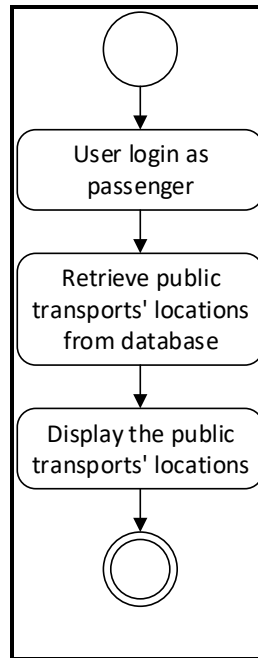 User login as
passenger
Retrieve public
transports' locations
from database
Display the public
transports' locations